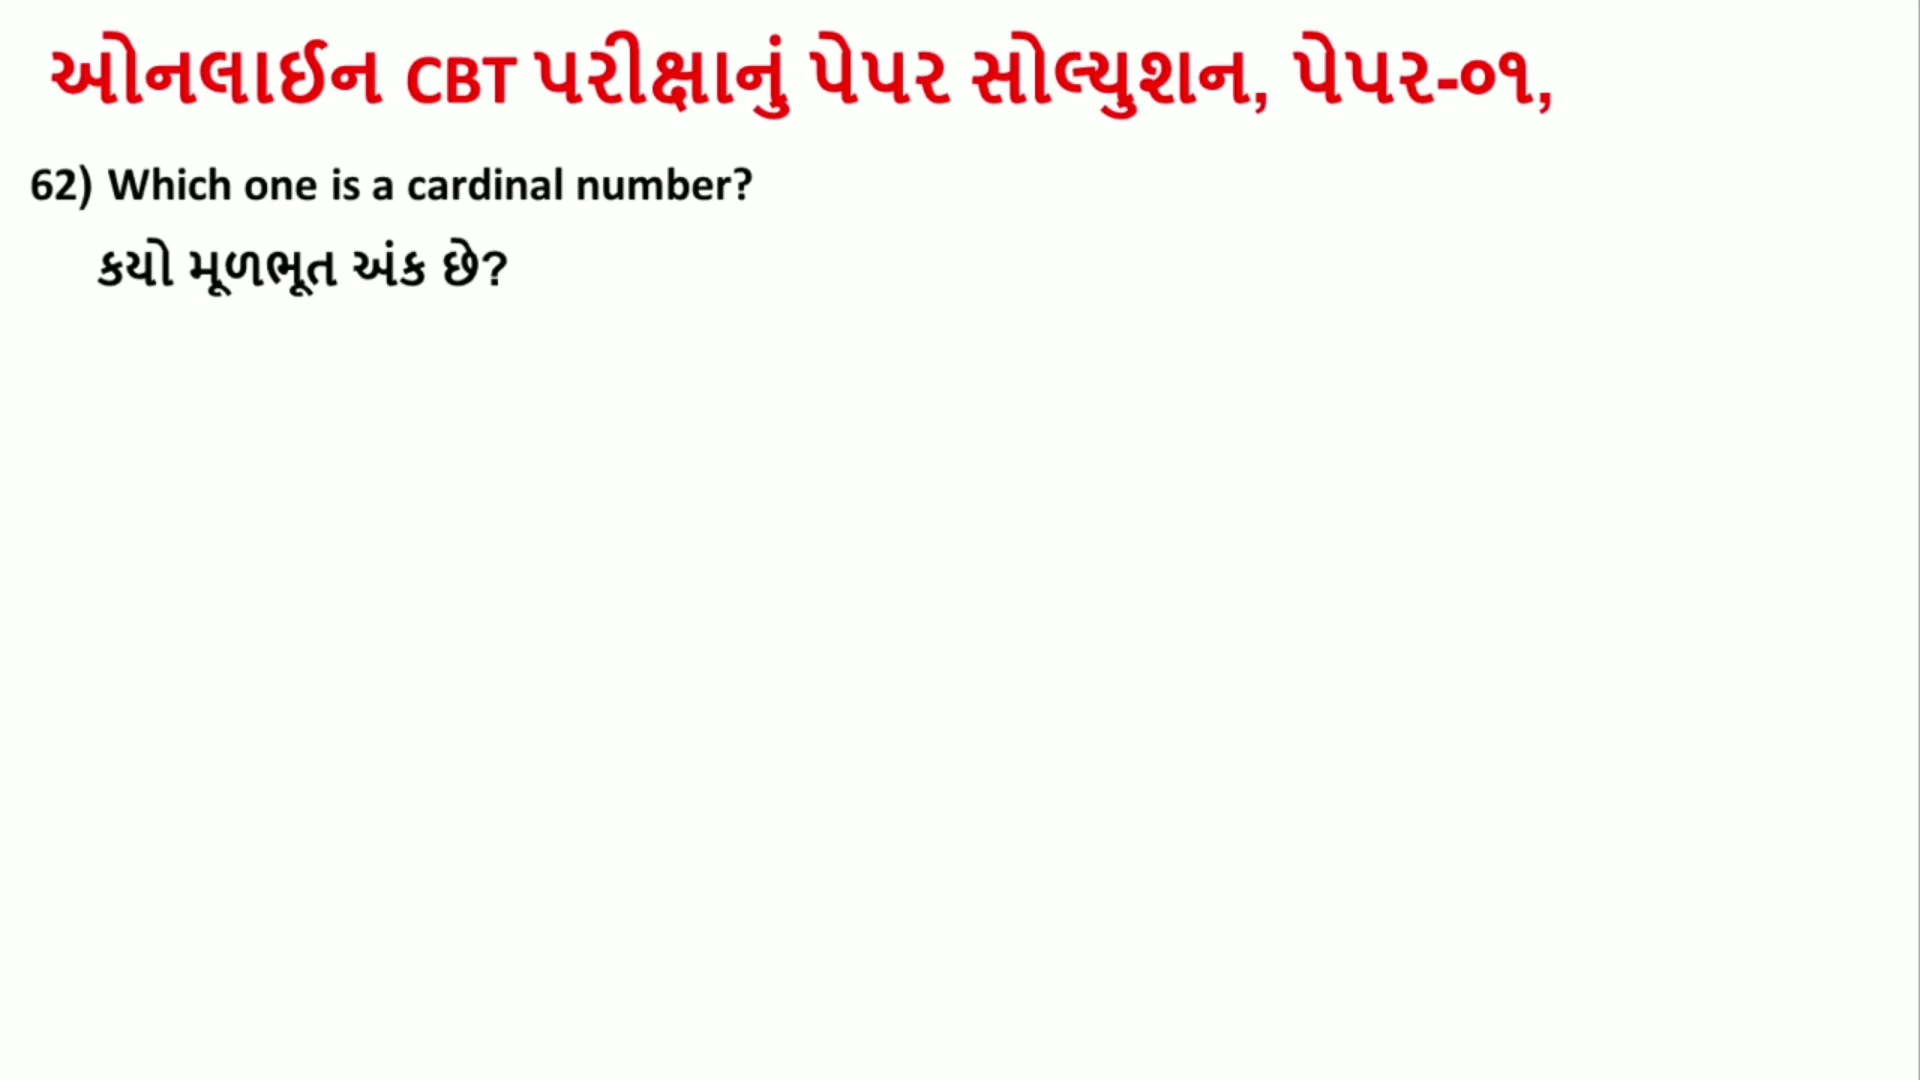 ઓનલાઈન CBT પરીક્ષાનું પેપર સોલ્યુશન, પેપર-૦૧,
62) Which one is a cardinal number?
કયો મૂળભૂત અંક છે?